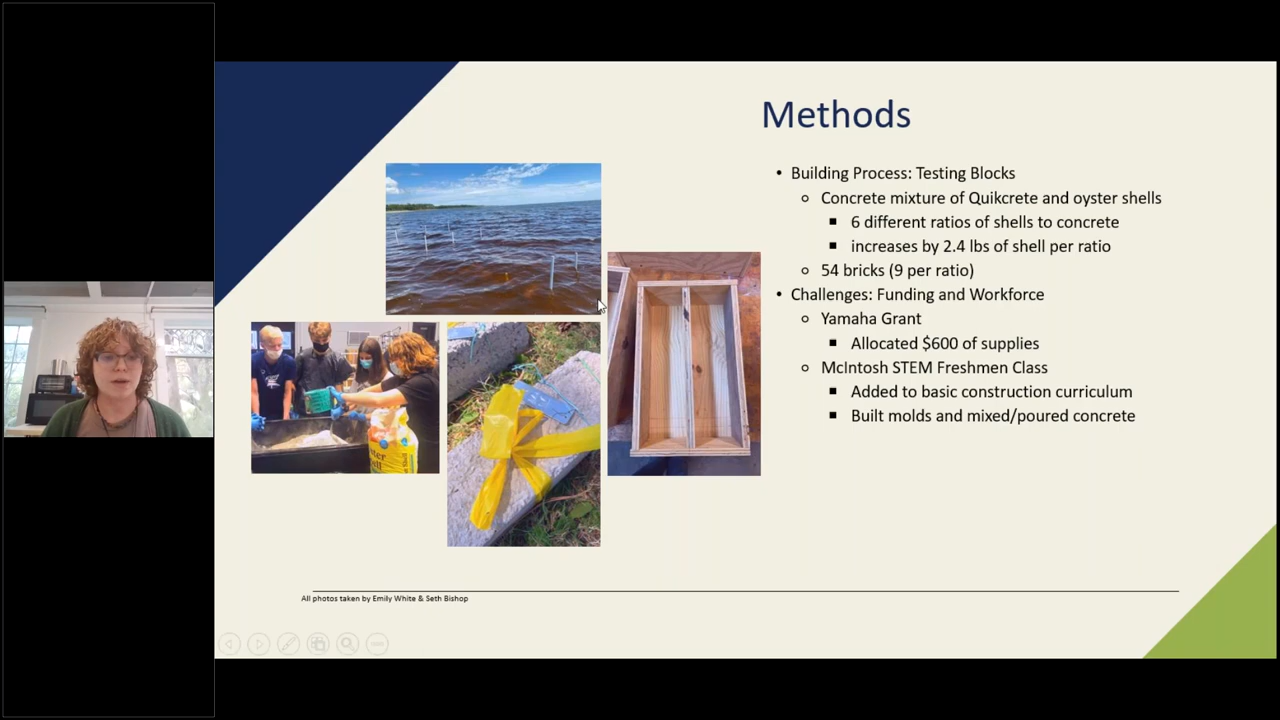 Methods
• Building Process: Testing Blocks
o Concrete mixture of Quikcrete and oyster shells
▪ 6 different ratios of shells to concrete
▪ increases by 2.4 lbs of shell per ratio
o 54 bricks (9 per ratio)
• Challenges: Funding and Workforce
o Yamaha Grant
▪ Allocated $600 of supplies
o McIntosh STEM Freshmen Class
▪ Added to basic construction curriculum
▪ Built molds and mixed/poured concrete
All photos taken by Emily White & Seth Bishop